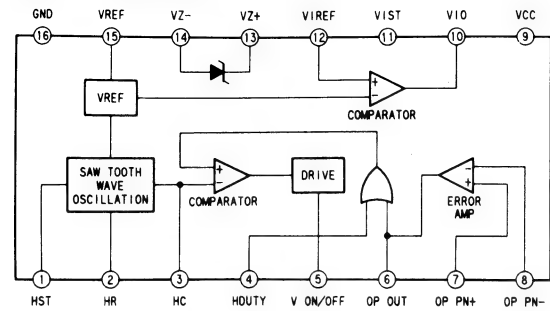 GND VREF VZ- VZ+ VIREF VIST VIO VCC
16 15 14 13 12 11 10 9
VREF
+
-
COMPARATOR
SAW TOOTH
WAVE
OSCILLATION
+
-
COMPARATOR
DRIVE
-
+
ERROR
AMP
1 2 3 4 5 6 7 8
HST HR HC HDUTY V ON/OFF OP OUT OP PN+ OP PN-